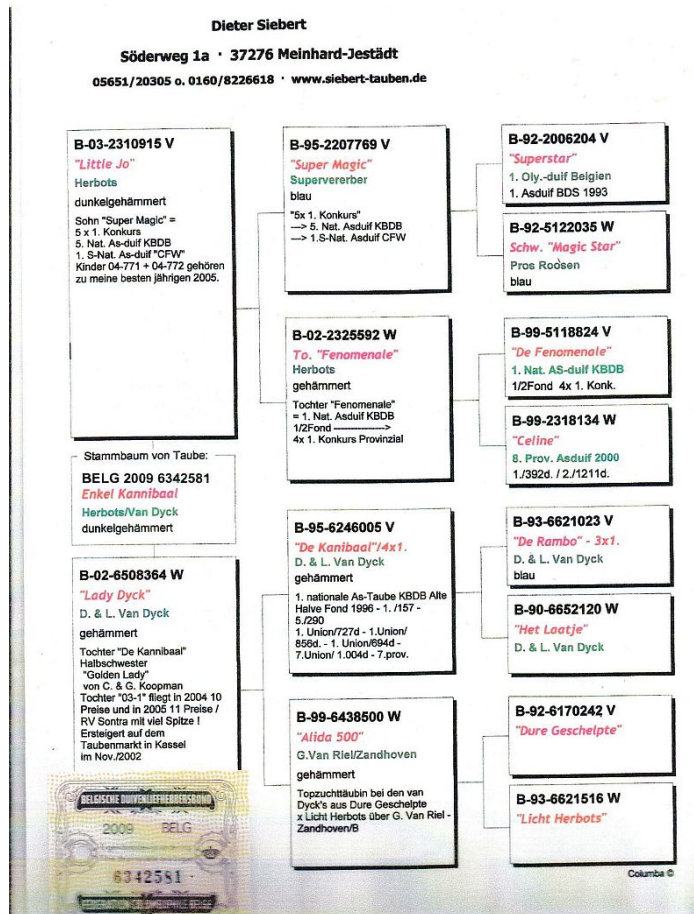 Dieter Siebert
Söderweg 1a · 37276 Meinhard-Jestädt
05651/20305 o. 0160/8226618 · www.siebert-tauben.de
B-03-2310915 V
"Little Jo"
Herbots
dunkelgehämmert
Sohn "Super Magic" =
5 x 1. Konkurs
5. Nat. As-duif KBDB
1. S-Nat. As-duif "CFW"
Kinder 04-771 + 04-772 gehören
zu meine besten jährigen 2005.
Stammbaum von Taube:
BELG 2009 6342581
Enkel Kannibaal
Herbots/Van Dyck
dunkelgehämmert
B-02-6508364 W
"Lady Dyck"
D. & L. Van Dyck
gehämmert
Tochter "De Kannibaal"
Halbschwester
"Golden Lady"
von C. & G. Koopman
Tochter "03-1" fliegt in 2004 10
Preise und in 2005 11 Preise /
RV Sontra mit viel Spitze !
Ersteigert auf dem
Taubenmarkt in Kassel
im Nov./2002
B-95-2207769 V
"Super Magic"
Supervererber
blau
"5x 1. Konkurs"
---> 5. Nat. Asduif KBDB
---> 1.S-Nat. Asduif CFW
B-02-2325592 W
To. "Fenomenale"
Herbots
gehämmert
Tochter "Fenomenale"
= 1. Nat. Asduif KBDB
1/2Fond --------------->
4x 1. Konkurs Provinzial
B-95-6246005 V
"De Kanibaal"/4x1.
D. & L. Van Dyck
gehämmert
1. nationale As-Taube KBDB Alte
Halve Fond 1996 - 1. /157 -
5./290
1. Union/727d - 1.Union/
856d. - 1. Union/694d -
7.Union/ 1.004d - 7.prov.
B-99-6438500 W
"Alida 500"
G.Van Riel/Zandhoven
gehämmert
Topzuchttäubin bei den van
Dyck's aus Dure Geschelpte
x Licht Herbots über G. Van Riel -
Zandhoven/B
B-92-2006204 V
"Superstar"
1. Oly.-duif Belgien
1. Asduif BDS 1993
B-92-5122035 W
Schw. "Magic Star"
Pros Roosen
blau
B-99-5118824 V
"De Fenomenale"
1. Nat. AS-duif KBDB
1/2Fond 4x 1. Konk.
B-99-2318134 W
"Celine"
8. Prov. Asduif 2000
1./392d. / 2./1211d.
B-93-6621023 V
"De Rambo" - 3x1.
D. & L. Van Dyck
blau
B-90-6652120 W
"Het Laatje"
D. & L. Van Dyck
B-92-6170242 V
"Dure Geschelpte"
B-93-6621516 W
"Licht Herbots"
BELGISCHE DUIVENLIEFHEBBERSBOND
2009 BELG
6342581
Columba ©